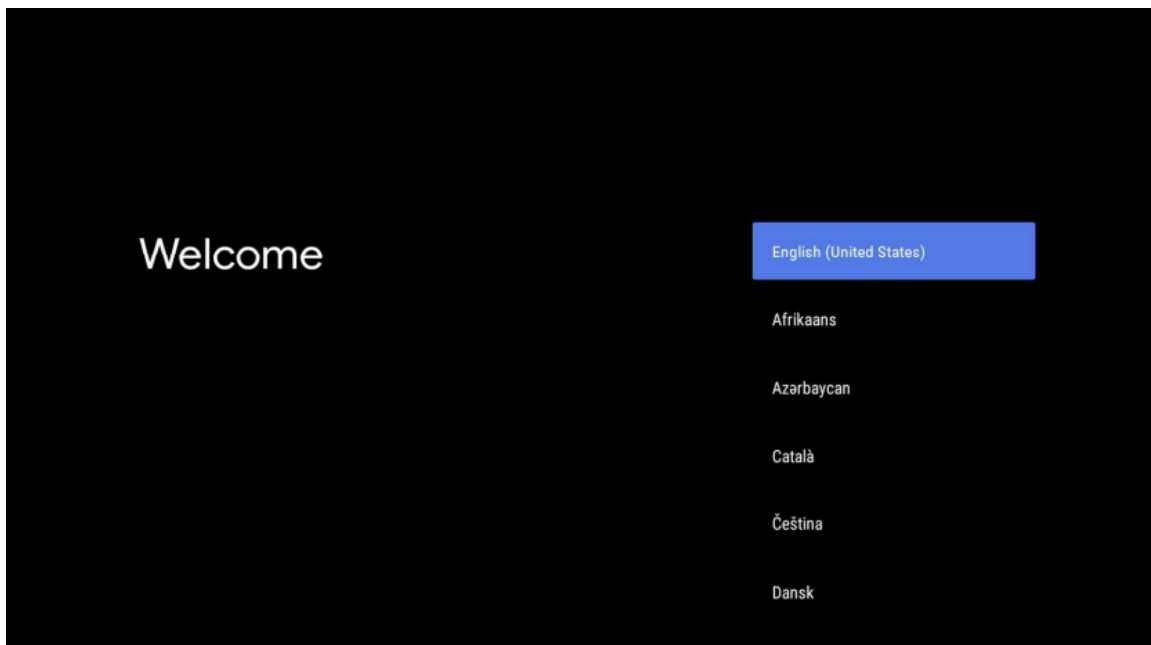 Welcome
English (United States)
Afrikaans
Azərbaycan
Català
Čeština
Dansk